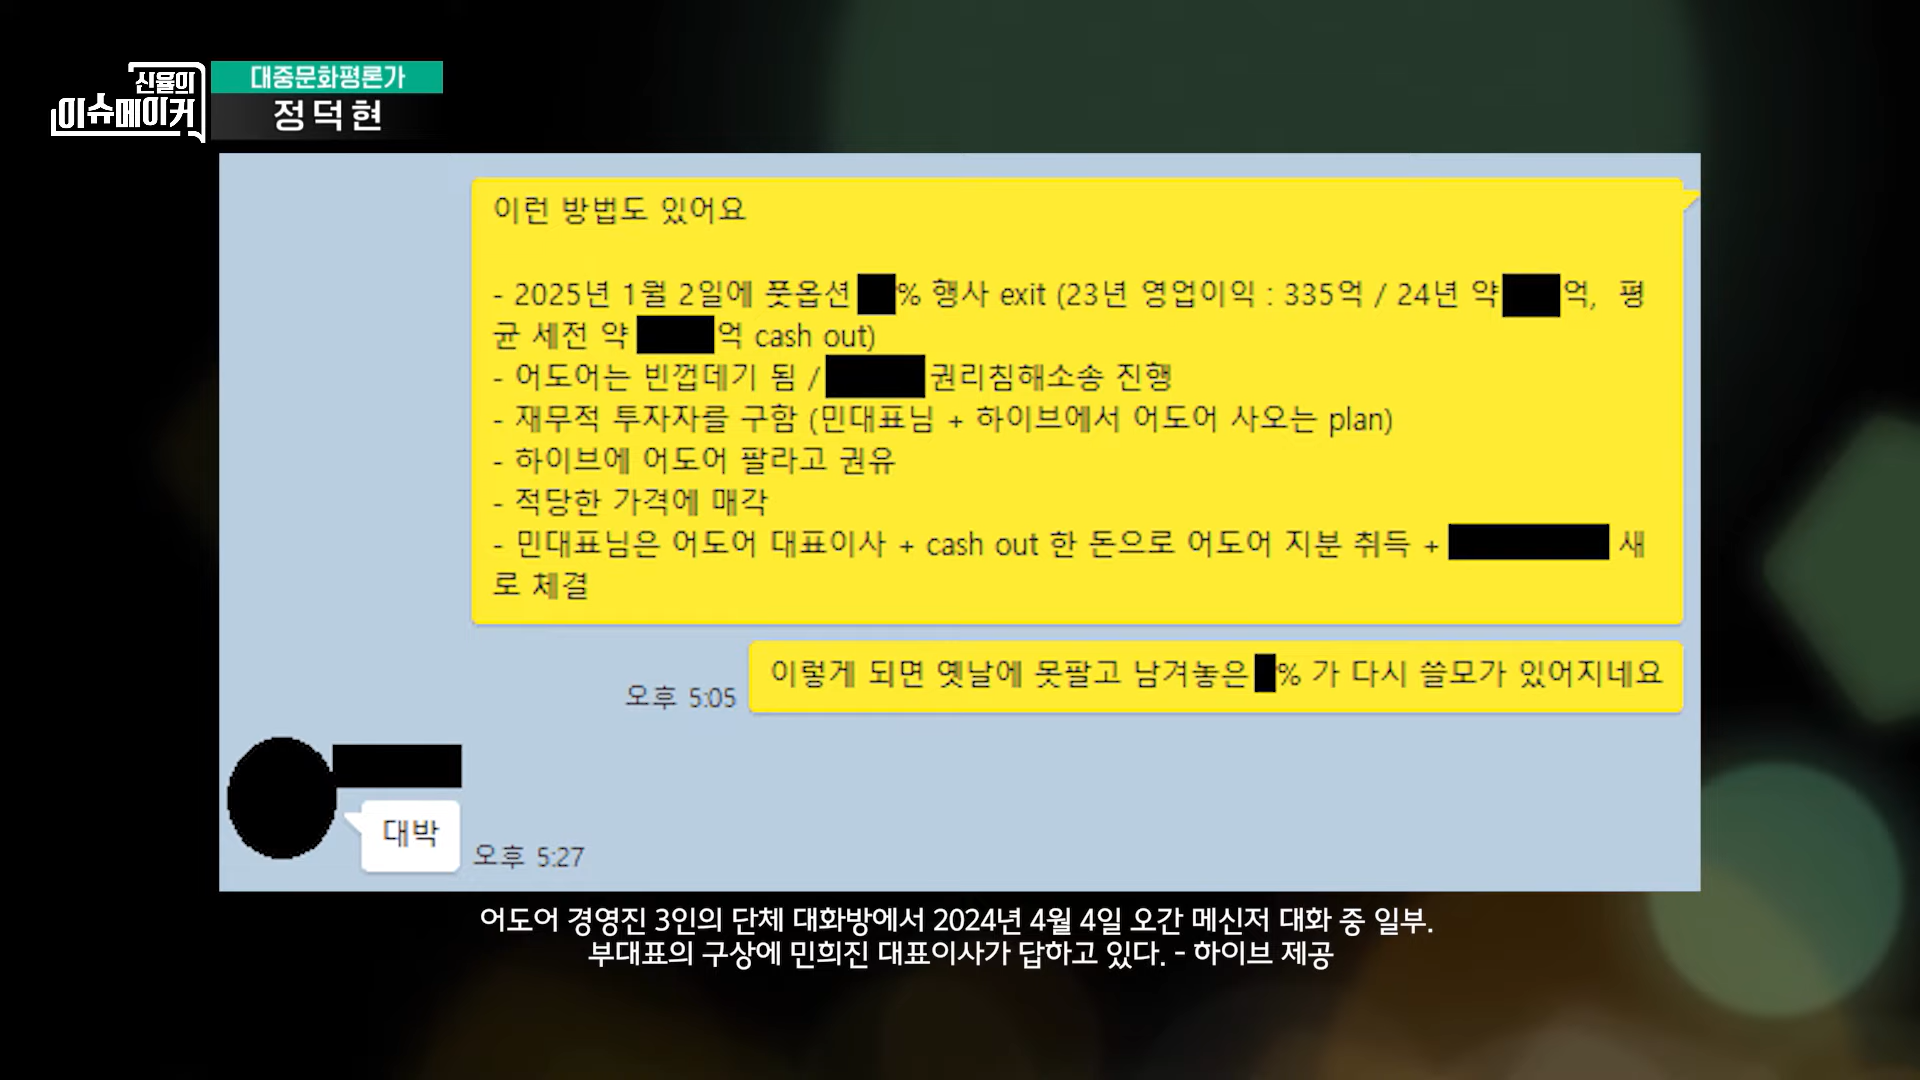 신율의
이슈메이커
대중문화평론가
정덕현
이런 방법도 있어요
- 2025년 1월 2일에 풋옵션 % 행사 exit (23년 영업이익 : 335억 / 24년 약 억, 평
균 세전 약 억 cash out)
- 어도어는 빈껍데기 됨 / 권리침해소송 진행
- 재무적 투자자를 구함 (민대표님 + 하이브에서 어도어 사오는 plan)
- 하이브에 어도어 팔라고 권유
- 적당한 가격에 매각
- 민대표님은 어도어 대표이사 + cash out 한 돈으로 어도어 지분 취득 + 새
로 체결
이렇게 되면 옛날에 못팔고 남겨놓은 % 가 다시 쓸모가 있어지네요
오후 5:05
대박
오후 5:27
어도어 경영진 3인의 단체 대화방에서 2024년 4월 4일 오간 메신저 대화 중 일부.
부대표의 구상에 민희진 대표이사가 답하고 있다. - 하이브 제공